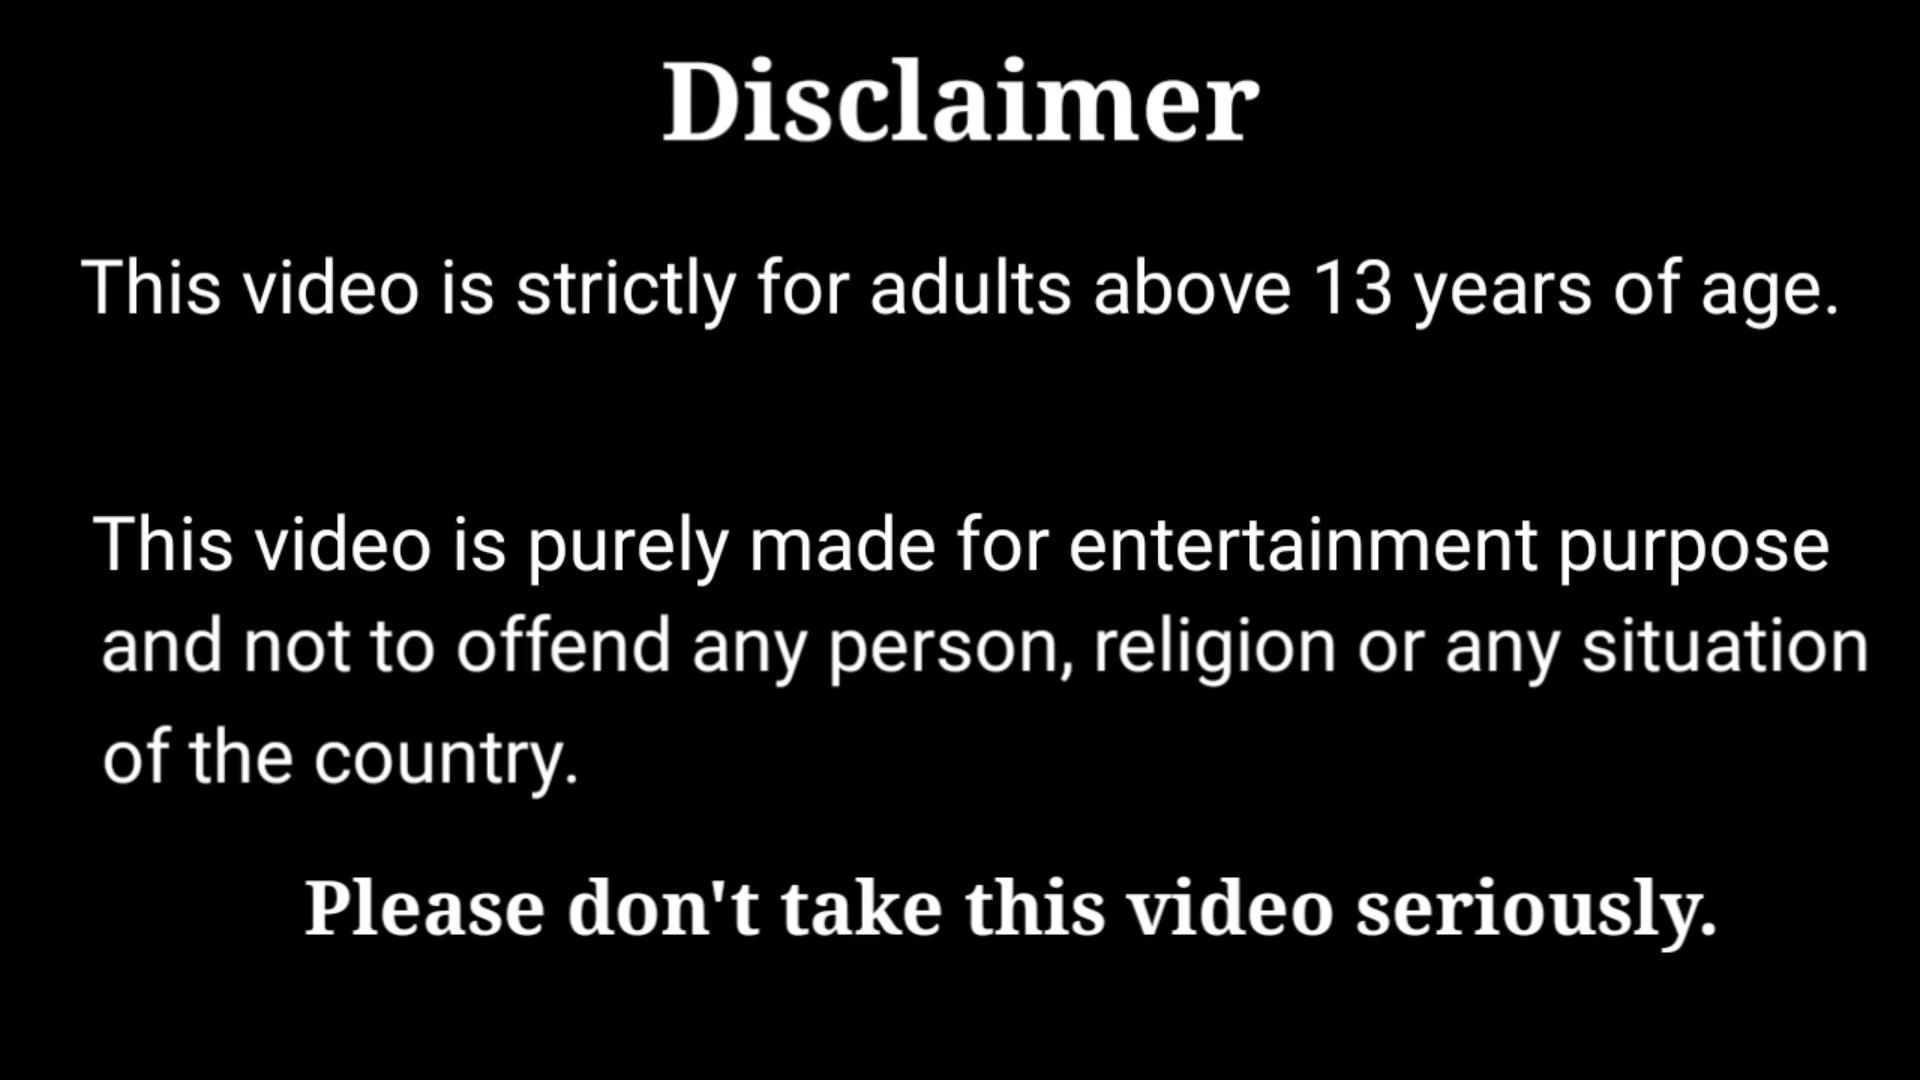 Disclaimer
This video is strictly for adults above 13 years of age.
This video is purely made for entertainment purpose
and not to offend any person, religion or any situation
of the country.
Please don't take this video seriously.